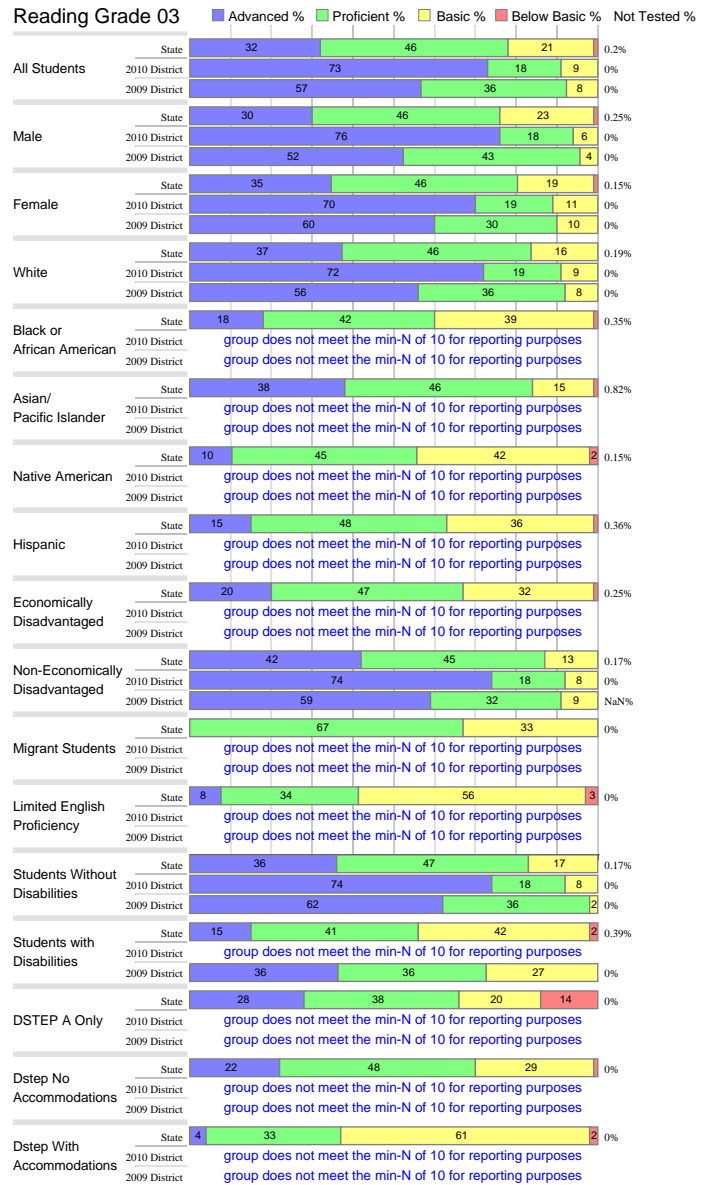 Reading Grade 03 Advanced % Proficient % Basic % Below Basic % Not Tested %
All Students
State 32 46 21 0.2%
2010 District 73 18 9 0%
2009 District 57 36 8 0%
Male
State 30 46 23 0.25%
2010 District 76 18 6 0%
2009 District 52 43 4 0%
Female
State 35 46 19 0.15%
2010 District 70 19 11 0%
2009 District 60 30 10 0%
White
State 37 46 16 0.19%
2010 District 72 19 9 0%
2009 District 56 36 8 0%
Black or
African American
State 18 42 39 0.35%
2010 District group does not meet the min-N of 10 for reporting purposes
2009 District group does not meet the min-N of 10 for reporting purposes
Asian/
Pacific Islander
State 38 46 15 0.82%
2010 District group does not meet the min-N of 10 for reporting purposes
2009 District group does not meet the min-N of 10 for reporting purposes
Native American
State 10 45 42 2 0.15%
2010 District group does not meet the min-N of 10 for reporting purposes
2009 District group does not meet the min-N of 10 for reporting purposes
Hispanic
State 15 48 36 0.36%
2010 District group does not meet the min-N of 10 for reporting purposes
2009 District group does not meet the min-N of 10 for reporting purposes
Economically
Disadvantaged
State 20 47 32 0.25%
2010 District group does not meet the min-N of 10 for reporting purposes
2009 District group does not meet the min-N of 10 for reporting purposes
Non-Economically
Disadvantaged
State 42 45 13 0.17%
2010 District 74 18 8 0%
2009 District 59 32 9 NaN%
Migrant Students
State 67 33 0%
2010 District group does not meet the min-N of 10 for reporting purposes
2009 District group does not meet the min-N of 10 for reporting purposes
Limited English
Proficiency
State 8 34 56 3 0%
2010 District group does not meet the min-N of 10 for reporting purposes
2009 District group does not meet the min-N of 10 for reporting purposes
Students Without
Disabilities
State 36 47 17 0.17%
2010 District 74 18 8 0%
2009 District 62 36 2 0%
Students with
Disabilities
State 15 41 42 2 0.39%
2010 District group does not meet the min-N of 10 for reporting purposes
2009 District 36 36 27 0%
DSTEP A Only
State 28 38 20 14 0%
2010 District group does not meet the min-N of 10 for reporting purposes
2009 District group does not meet the min-N of 10 for reporting purposes
Dstep No
Accommodations
State 22 48 29 0%
2010 District group does not meet the min-N of 10 for reporting purposes
2009 District group does not meet the min-N of 10 for reporting purposes
Dstep With
Accommodations
State 4 33 61 2 0%
2010 District group does not meet the min-N of 10 for reporting purposes
2009 District group does not meet the min-N of 10 for reporting purposes